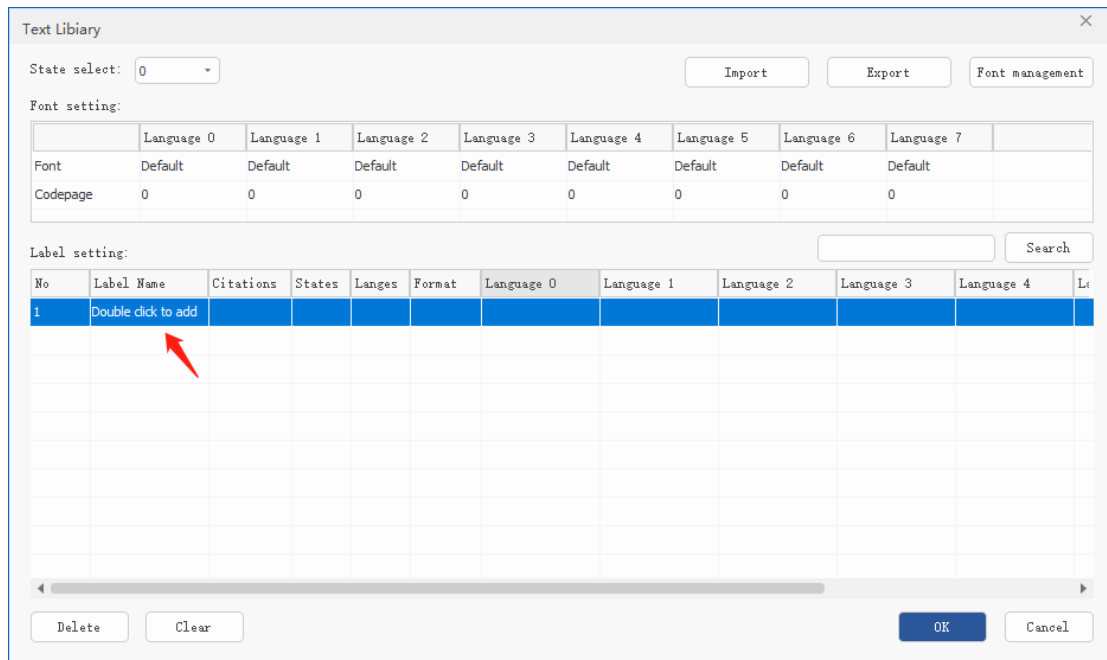 Text Libiary
State select: 0 Import Export Font management
Font setting:
Language 0 Language 1 Language 2 Language 3 Language 4 Language 5 Language 6 Language 7
Font Default Default Default Default Default Default Default Default
Codepage 0 0 0 0 0 0 0 0
Label setting: Search
No Label Name Citations States Langes Format Language 0 Language 1 Language 2 Language 3 Language 4
1 Double click to add
Delete Clear OK Cancel